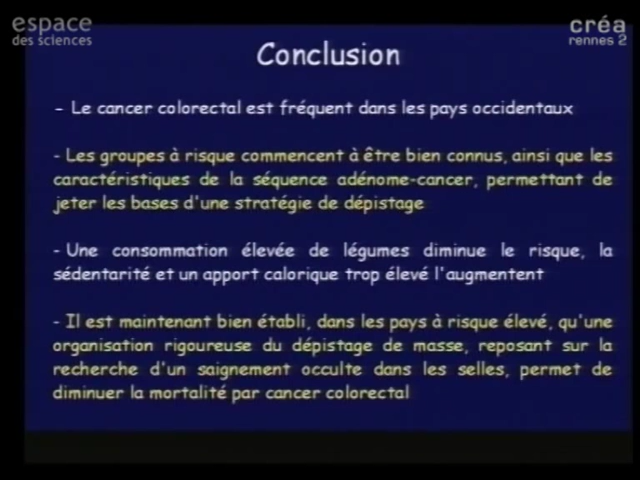 espace
des sciences
créa
rennes 2
Conclusion
- Le cancer colorectal est fréquent dans les pays occidentaux
- Les groupes à risque commencent à être bien connus, ainsi que les
caractéristiques de la séquence adénome-cancer, permettant de
jeter les bases d'une stratégie de dépistage
- Une consommation élevée de légumes diminue le risque, la
sédentarité et un apport calorique trop élevé l'augmentent
- Il est maintenant bien établi, dans les pays à risque élevé, qu'une
organisation rigoureuse du dépistage de masse, reposant sur la
recherche d'un saignement occulte dans les selles, permet de
diminuer la mortalité par cancer colorectal